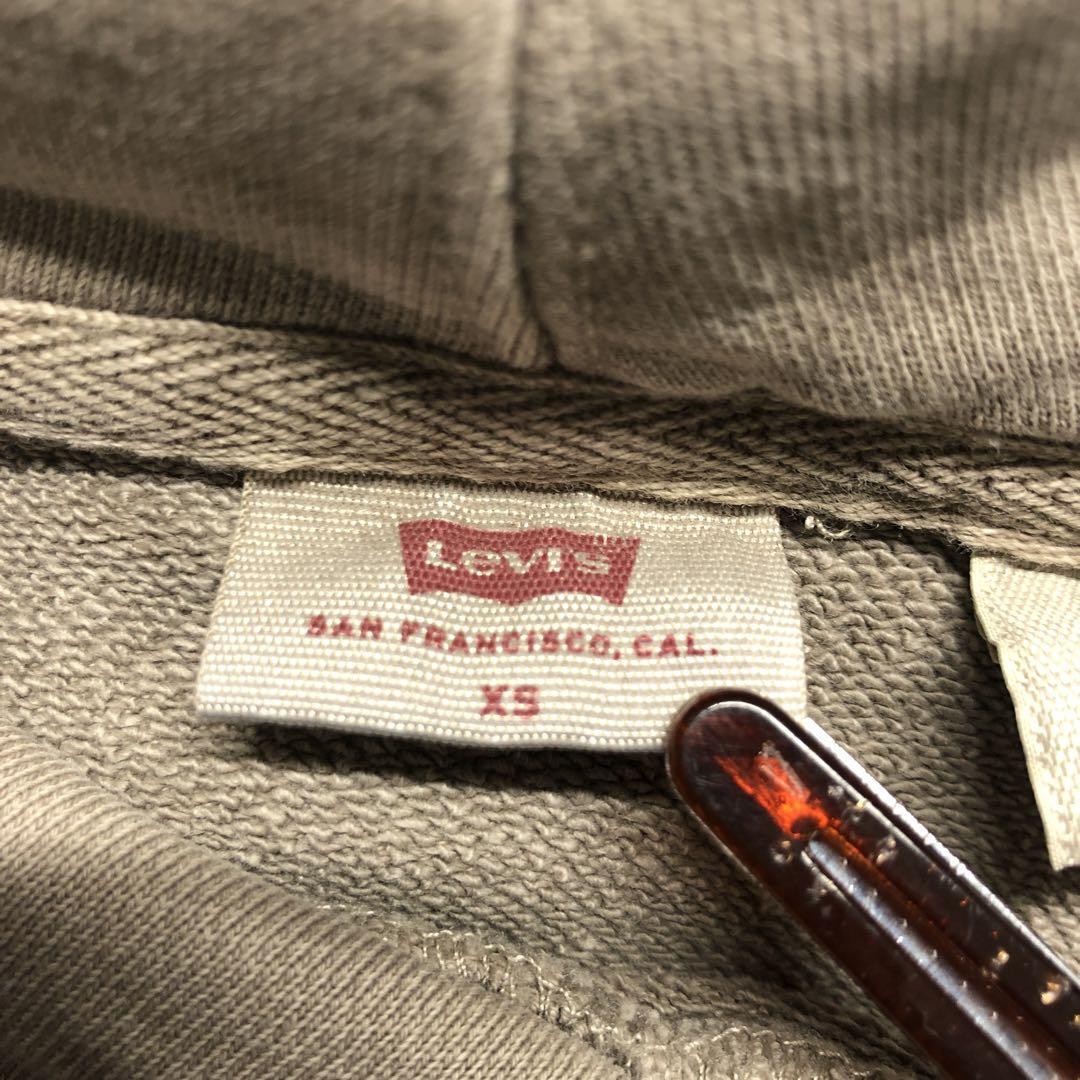 Levi's
SAN FRANCISCO, CAL.
XS